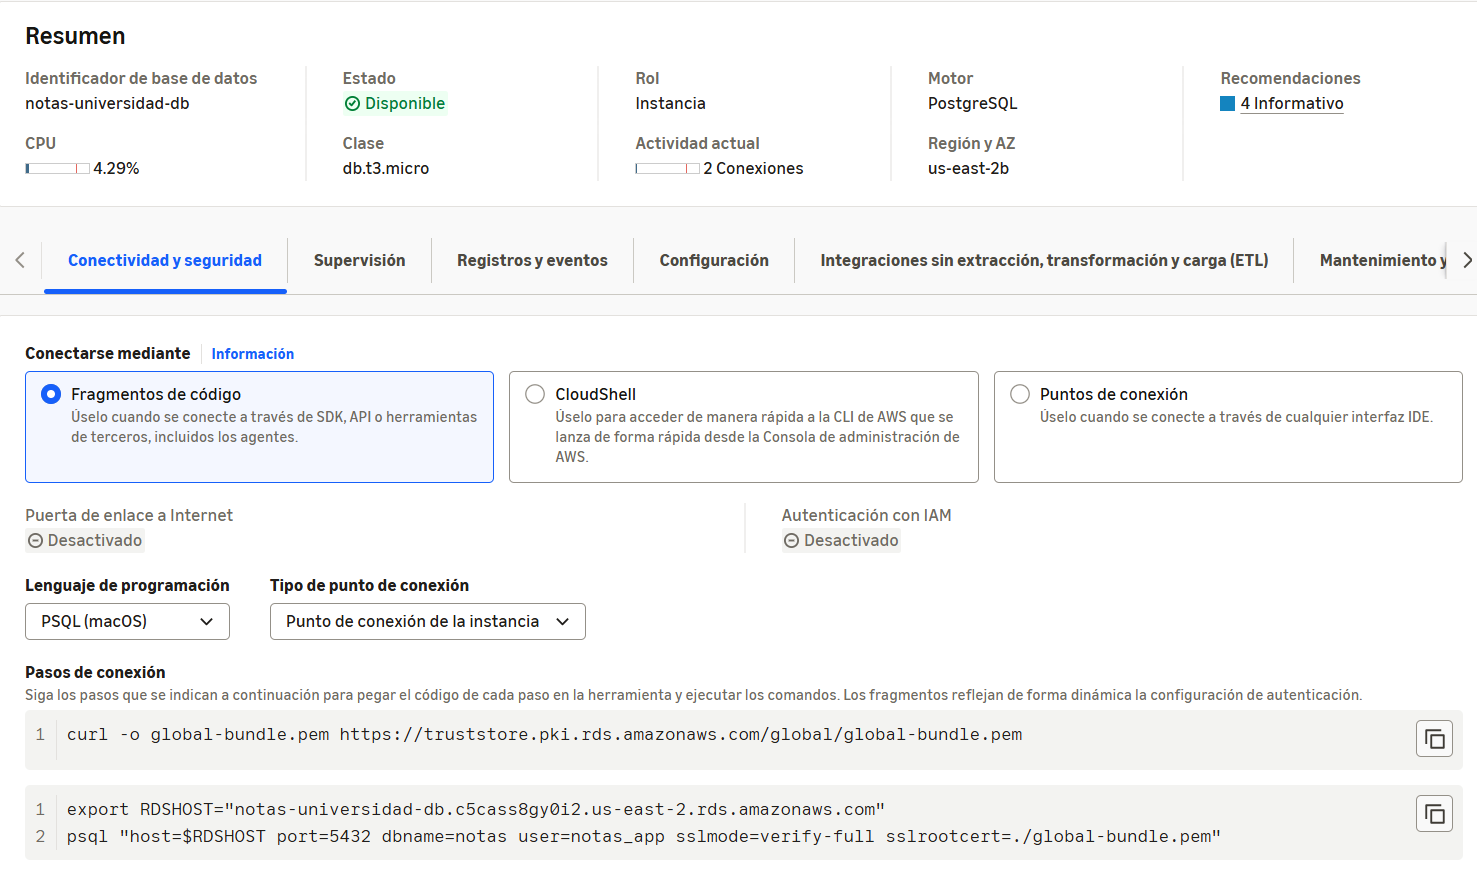 Resumen
Identificador de base de datos
notas-universidad-db
Estado
Disponible
Rol
Instancia
Motor
PostgreSQL
Recomendaciones
4 Informativo
CPU
4.29%
Clase
db.t3.micro
Actividad actual
2 Conexiones
Región y AZ
us-east-2b
Conectividad y seguridad
Supervisión
Registros y eventos
Configuración
Integraciones sin extracción, transformación y carga (ETL)
Mantenimiento y
Conectarse mediante
Información
Fragmentos de código
Úselo cuando se conecte a través de SDK, API o herramientas
de terceros, incluidos los agentes.
CloudShell
Úselo para acceder de manera rápida a la CLI de AWS que se
lanza de forma rápida desde la Consola de administración de
AWS.
Puntos de conexión
Úselo cuando se conecte a través de cualquier interfaz IDE.
Puerta de enlace a Internet
Desactivado
Autenticación con IAM
Desactivado
Lenguaje de programación
PSQL (macOS)
Tipo de punto de conexión
Punto de conexión de la instancia
Pasos de conexión
Siga los pasos que se indican a continuación para pegar el código de cada paso en la herramienta y ejecutar los comandos. Los fragmentos reflejan de forma dinámica la configuración de autenticación.
1 curl -o global-bundle.pem https://truststore.pki.rds.amazonaws.com/global/global-bundle.pem
1 export RDSHOST="notas-universidad-db.c5cass8gy0i2.us-east-2.rds.amazonaws.com"
2 psql "host=$RDSHOST port=5432 dbname=notas user=notas_app sslmode=verify-full sslrootcert=./global-bundle.pem"